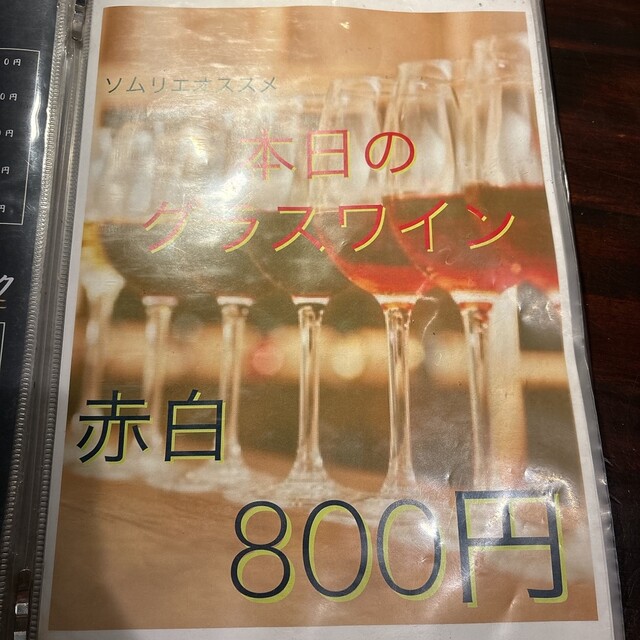 ソムリエオススメ
本日の
グラスワイン
赤白
800円